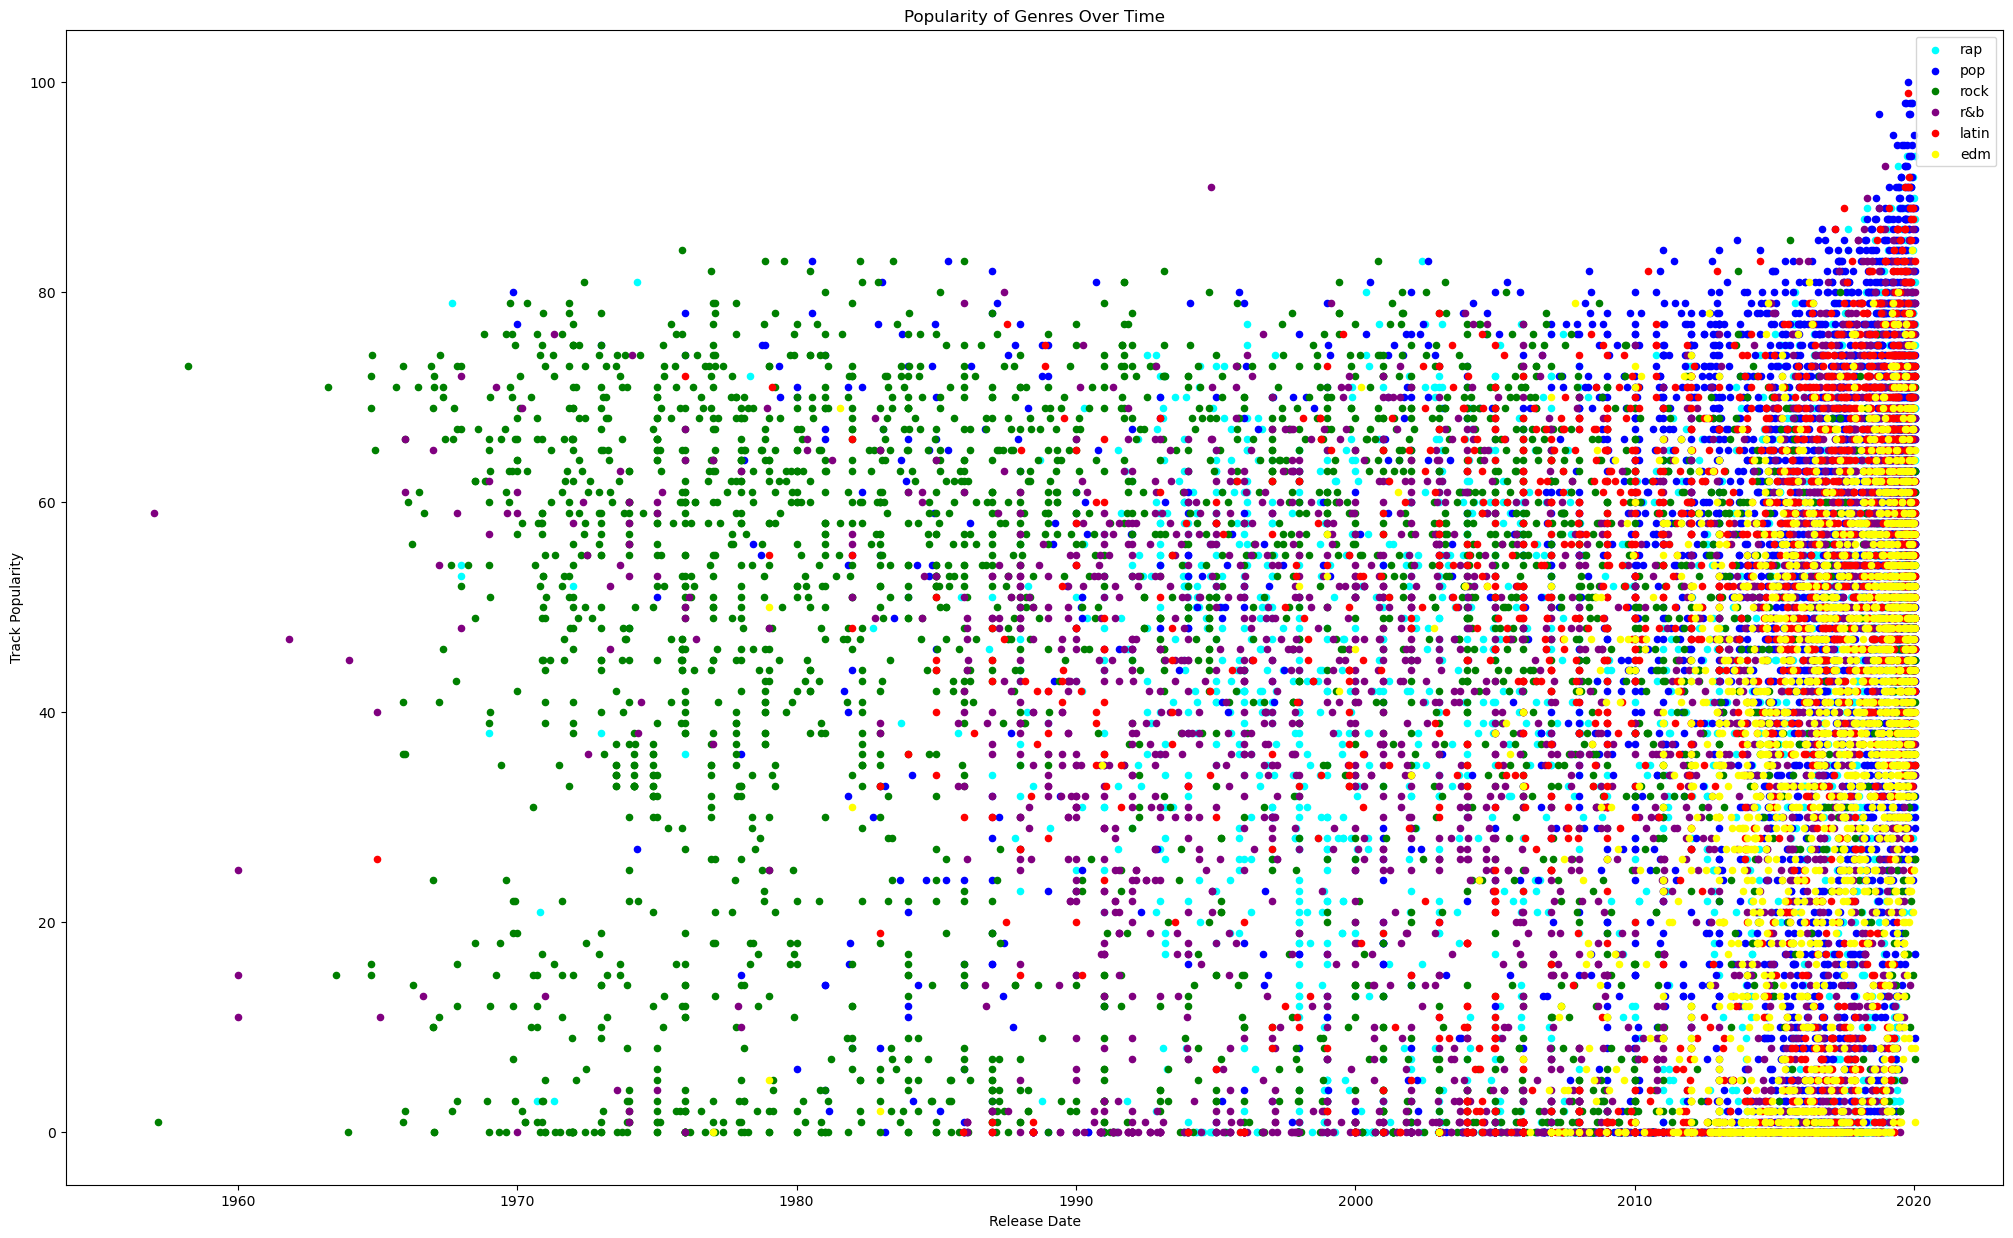 Popularity of Genres Over Time
100
80
60
40
20
0
Track Popularity
1960 1970 1980 1990 2000 2010 2020
Release Date
rap
pop
rock
r&b
latin
edm